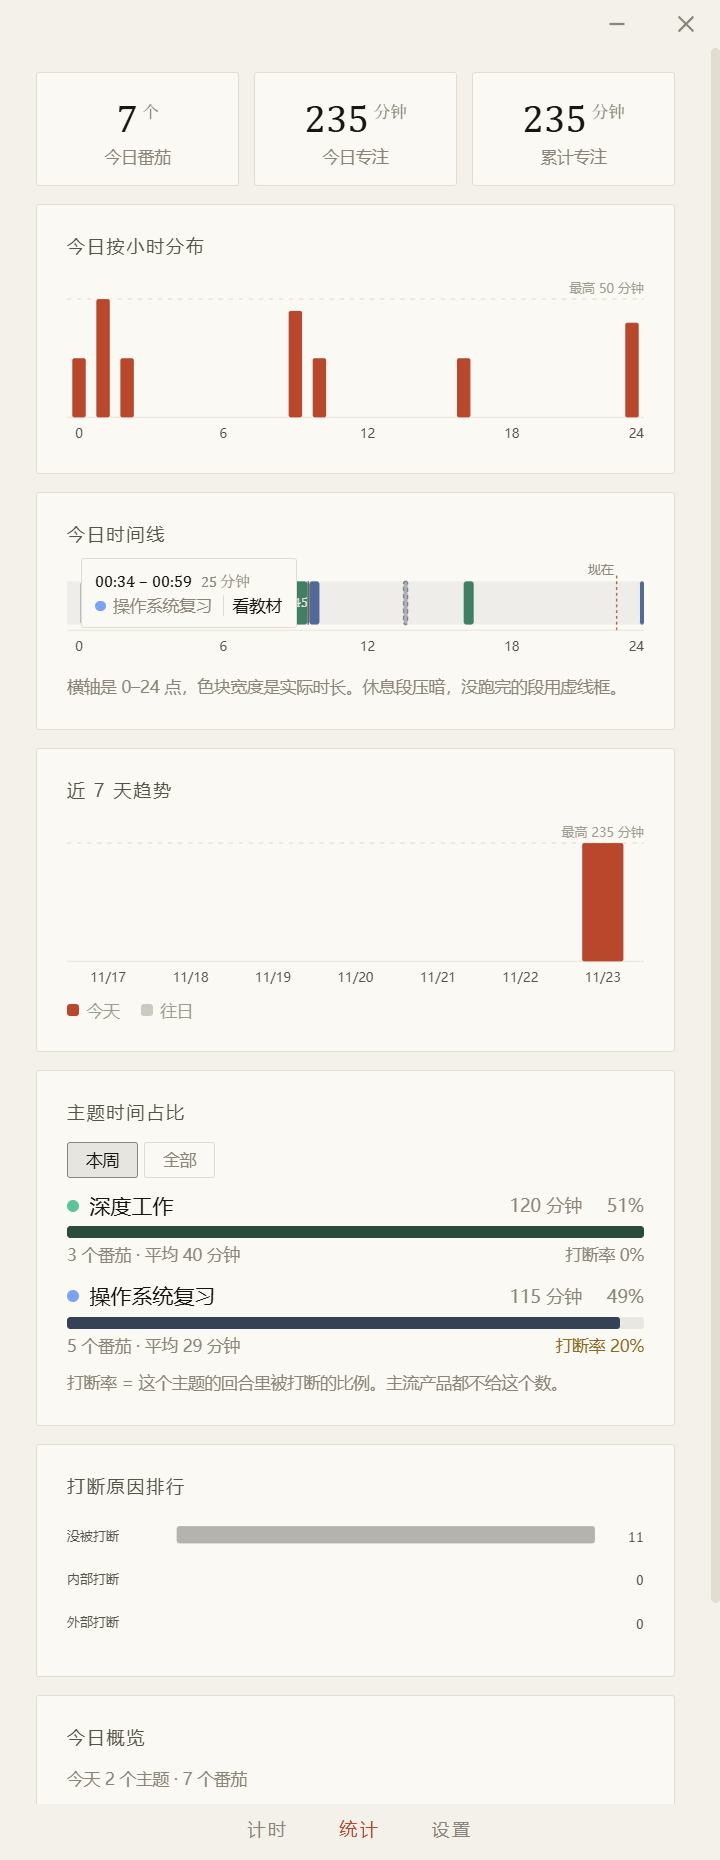 7 个
今日番茄
235 分钟
今日专注
235 分钟
累计专注
今日按小时分布
最高 50 分钟
0 6 12 18 24
今日时间线
现在
00:34 – 00:59 25 分钟
操作系统复习 看教材
45
0 6 12 18 24
横轴是 0–24 点，色块宽度是实际时长。休息段压暗，没跑完的段用虚线框。
近 7 天趋势
最高 235 分钟
11/17 11/18 11/19 11/20 11/21 11/22 11/23
今天 往日
主题时间占比
本周 全部
深度工作 120 分钟 51%
3 个番茄 · 平均 40 分钟 打断率 0%
操作系统复习 115 分钟 49%
5 个番茄 · 平均 29 分钟 打断率 20%
打断率 = 这个主题的回合里被打断的比例。主流产品都不给这个数。
打断原因排行
没被打断 11
内部打断 0
外部打断 0
今日概览
今天 2 个主题 · 7 个番茄
计时 统计 设置